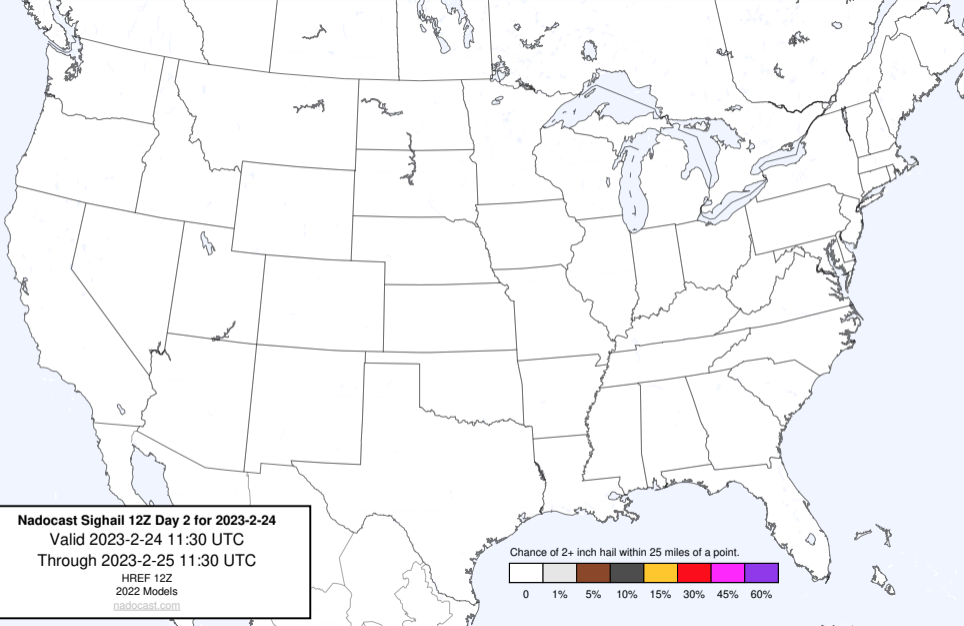 Nadocast Sighail 12Z Day 2 for 2023-2-24
Valid 2023-2-24 11:30 UTC
Through 2023-2-25 11:30 UTC
HREF 12Z
2022 Models
nadocast.com
Chance of 2+ inch hail within 25 miles of a point.
0 1% 5% 10% 15% 30% 45% 60%